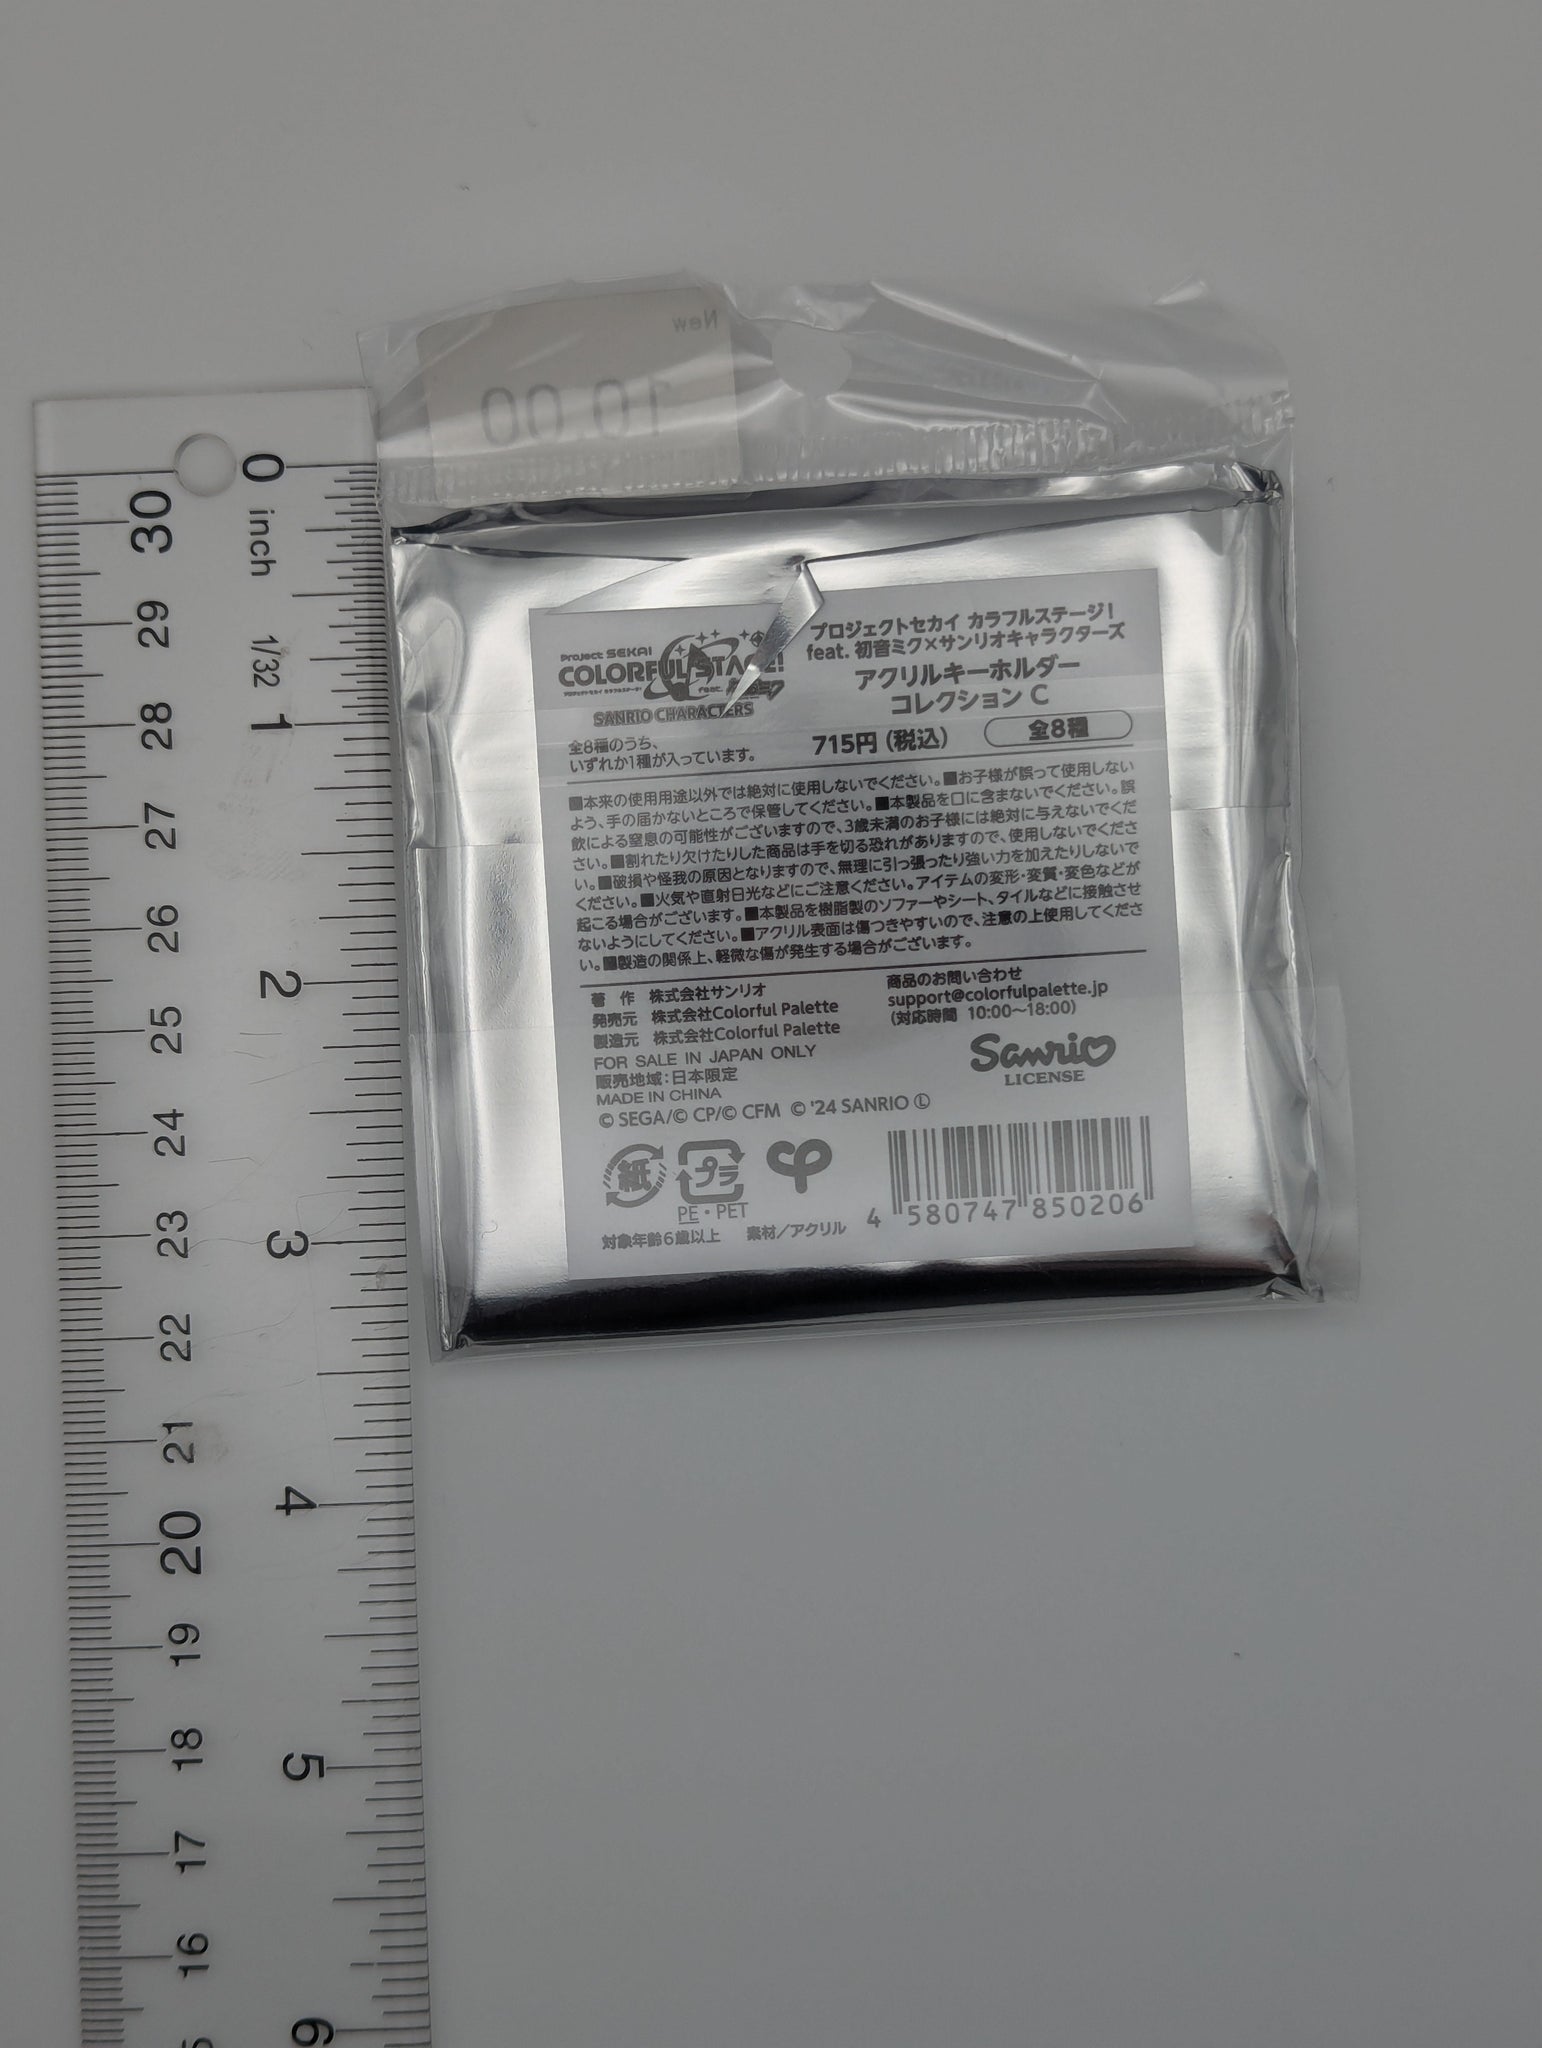 New
10.00
0 inch 1/32 1 2 3 4 5 6
30 29 28 27 26 25 24 23 22 21 20 19 18 17 16
Project SEKAI
COLORFUL STAGE!
プロジェクトセカイ カラフルステージ!
feat. 初音ミク
SANRIO CHARACTERS
プロジェクトセカイ カラフルステージ!
feat. 初音ミク×サンリオキャラクターズ
アクリルキーホルダー
コレクション C
全8種のうち、
いずれか1種が入っています。
715円(税込)
全8種
■本来の使用用途以外では絶対に使用しないでください。■お子様が誤って使用しない
よう、手の届かないところで保管してください。■本製品を口に含まないでください。誤
飲による窒息の可能性がございますので、3歳未満のお子様には絶対に与えないでくだ
さい。■割れたり欠けたりした商品は手を切る恐れがありますので、使用しないでくださ
い。■破損や怪我の原因となりますので、無理に引っ張ったり強い力を加えたりしないで
ください。■火気や直射日光などにご注意ください。アイテムの変形・変質・変色などが
起こる場合がございます。■本製品を樹脂製のソファーやシート、タイルなどに接触させ
ないようにしてください。■アクリル表面は傷つきやすいので、注意の上使用してくださ
い。■製造の関係上、軽微な傷が発生する場合がございます。
著 作 株式会社サンリオ
発売元 株式会社Colorful Palette
製造元 株式会社Colorful Palette
FOR SALE IN JAPAN ONLY
販売地域:日本限定
MADE IN CHINA
商品のお問い合わせ
support@colorfulpalette.jp
(対応時間 10:00〜18:00)
Sanrio
LICENSE
© SEGA/© CP/© CFM © '24 SANRIO Ⓛ
紙
プラ
PE・PET
対象年齢6歳以上 素材/アクリル
4 580747 850206